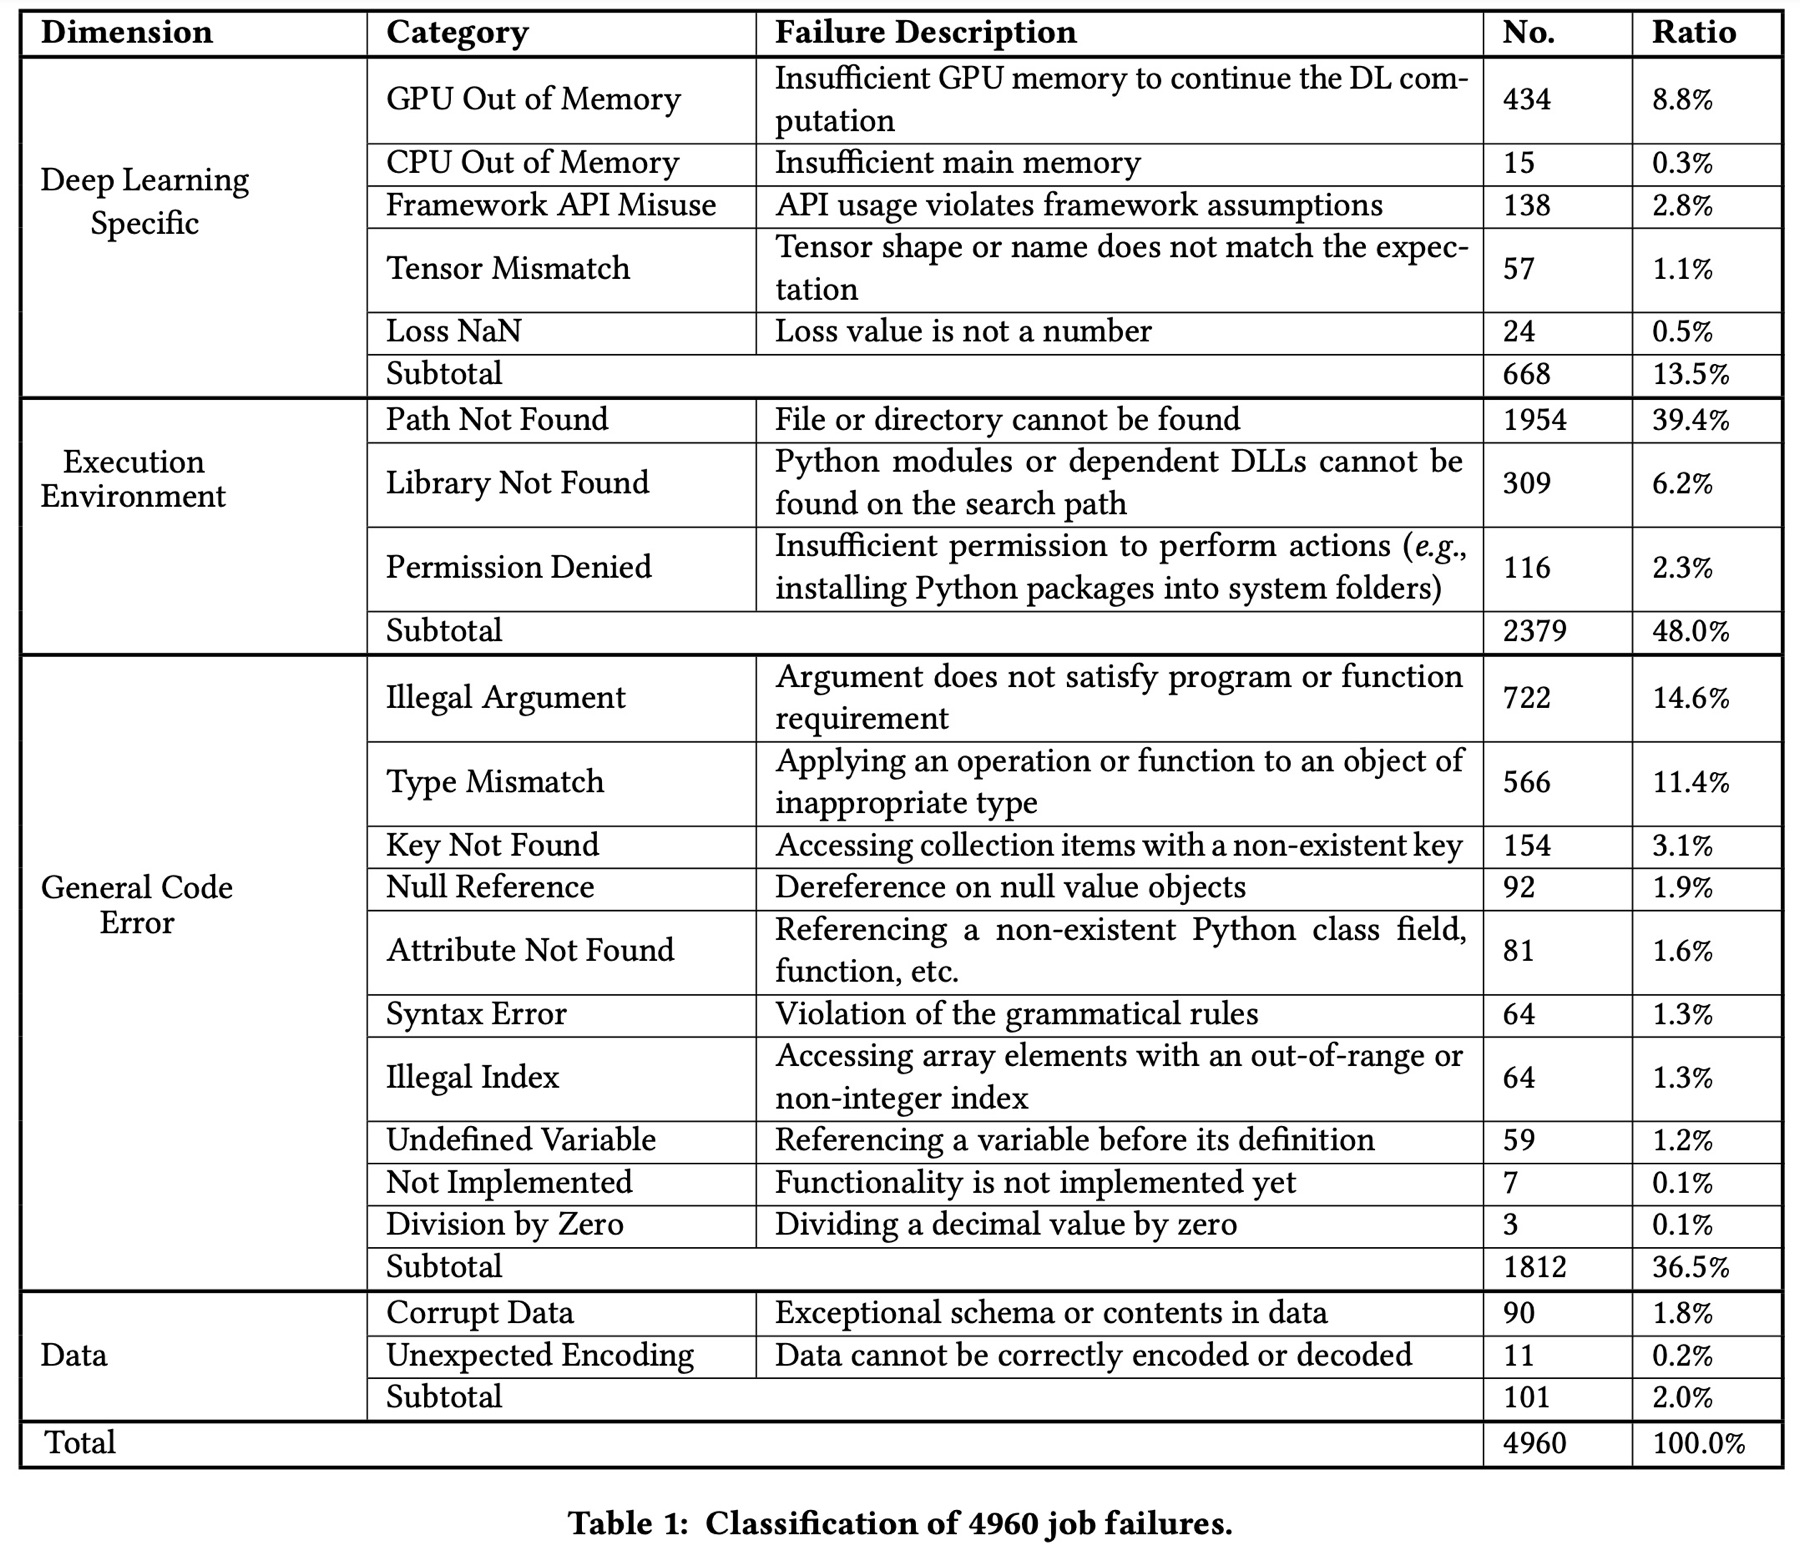 Dimension Category Failure Description No. Ratio
Deep Learning
Specific
GPU Out of Memory
Insufficient GPU memory to continue the DL com-
putation
434 8.8%
CPU Out of Memory Insufficient main memory 15 0.3%
Framework API Misuse API usage violates framework assumptions 138 2.8%
Tensor Mismatch
Tensor shape or name does not match the expec-
tation
57 1.1%
Loss NaN Loss value is not a number 24 0.5%
Subtotal 668 13.5%
Execution
Environment
Path Not Found File or directory cannot be found 1954 39.4%
Library Not Found
Python modules or dependent DLLs cannot be
found on the search path
309 6.2%
Permission Denied
Insufficient permission to perform actions (e.g.,
installing Python packages into system folders)
116 2.3%
Subtotal 2379 48.0%
General Code
Error
Illegal Argument
Argument does not satisfy program or function
requirement
722 14.6%
Type Mismatch
Applying an operation or function to an object of
inappropriate type
566 11.4%
Key Not Found Accessing collection items with a non-existent key 154 3.1%
Null Reference Dereference on null value objects 92 1.9%
Attribute Not Found
Referencing a non-existent Python class field,
function, etc.
81 1.6%
Syntax Error Violation of the grammatical rules 64 1.3%
Illegal Index
Accessing array elements with an out-of-range or
non-integer index
64 1.3%
Undefined Variable Referencing a variable before its definition 59 1.2%
Not Implemented Functionality is not implemented yet 7 0.1%
Division by Zero Dividing a decimal value by zero 3 0.1%
Subtotal 1812 36.5%
Data
Corrupt Data Exceptional schema or contents in data 90 1.8%
Unexpected Encoding Data cannot be correctly encoded or decoded 11 0.2%
Subtotal 101 2.0%
Total 4960 100.0%
Table 1: Classification of 4960 job failures.